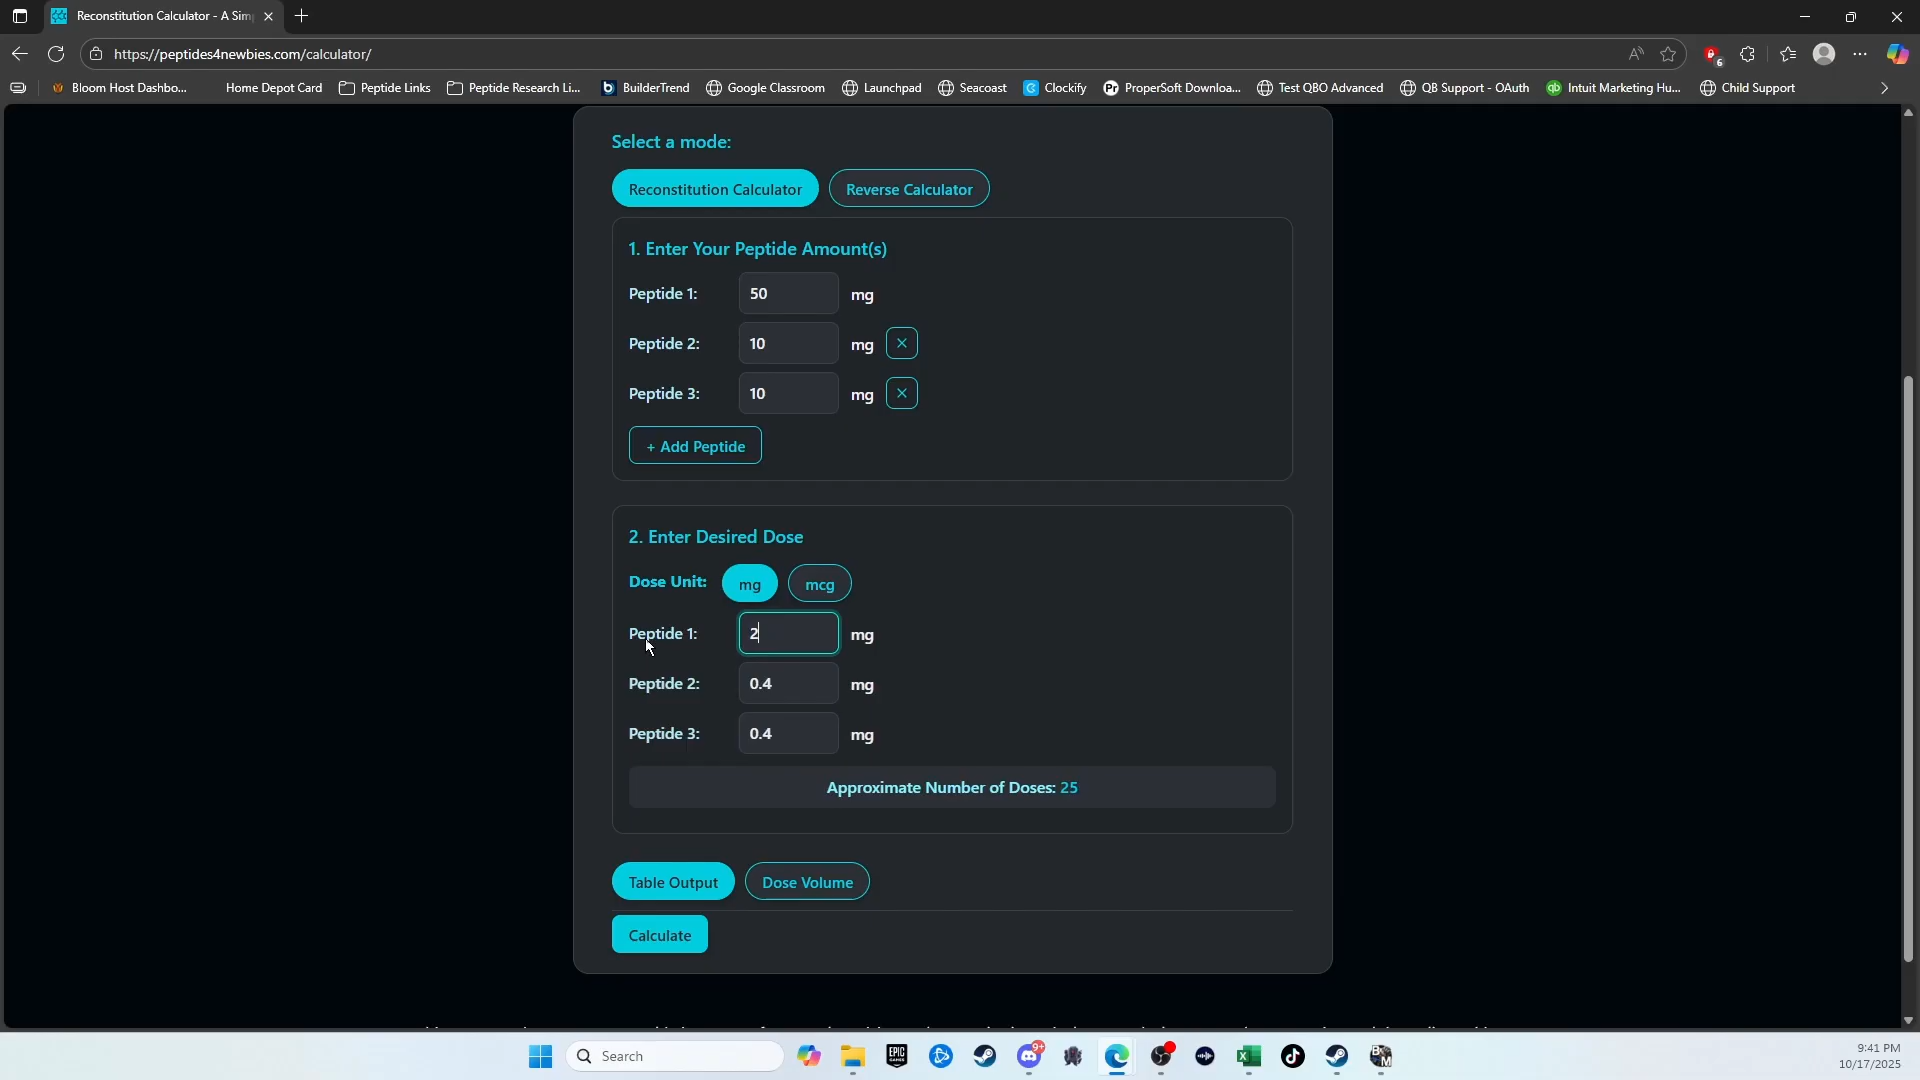 Reconstitution Calculator - A Sim
https://peptides4newbies.com/calculator/
6
Bloom Host Dashbo...
Home Depot Card
Peptide Links
Peptide Research Li...
BuilderTrend
Google Classroom
Launchpad
Seacoast
Clockify
ProperSoft Downloa...
Test QBO Advanced
QB Support - QAuth
Intuit Marketing Hu...
Child Support
Select a mode:
Reconstitution Calculator
Reverse Calculator
1. Enter Your Peptide Amount(s)
Peptide 1: 50 mg
Peptide 2: 10 mg ×
Peptide 3: 10 mg ×
+ Add Peptide
2. Enter Desired Dose
Dose Unit: mg mcg
Peptide 1: 2 mg
Peptide 2: 0.4 mg
Peptide 3: 0.4 mg
Approximate Number of Doses: 25
Table Output
Dose Volume
Calculate
Search
EPIC GAMES
9+
9:41 PM
10/17/2025